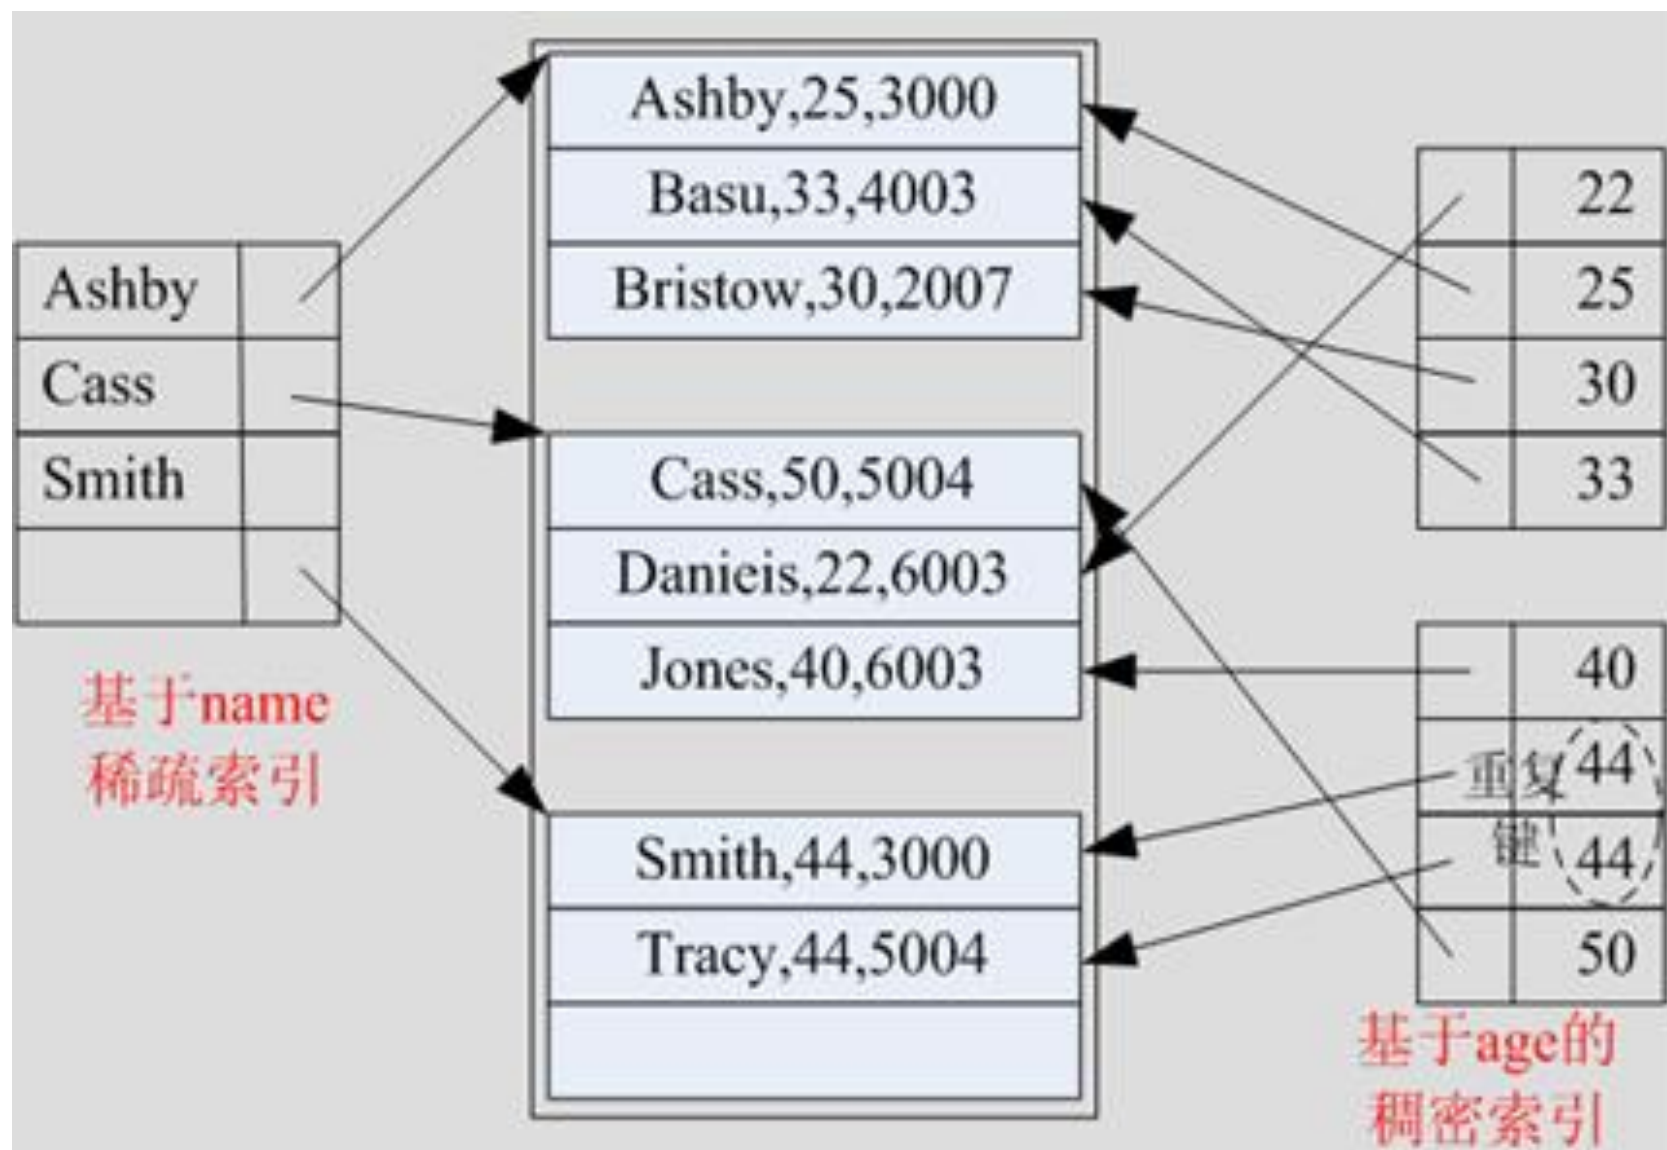 Ashby
Cass
Smith
基于name
稀疏索引
Ashby,25,3000
Basu,33,4003
Bristow,30,2007
Cass,50,5004
Danieis,22,6003
Jones,40,6003
Smith,44,3000
Tracy,44,5004
22
25
30
33
40
重复 44
键 44
50
基于age的
稠密索引